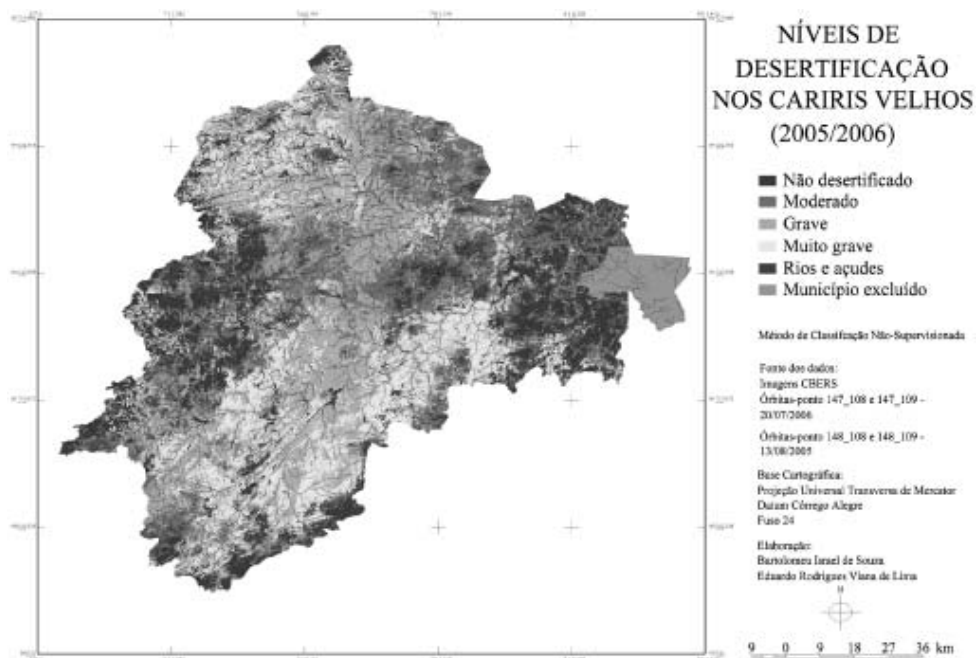 NÍVEIS DE
DESERTIFICAÇÃO
NOS CARIRIS VELHOS
(2005/2006)
Não desertificado
Moderado
Grave
Muito grave
Rios e açudes
Município excluído
Método de Classificação Não-Supervisionada
Fonte dos dados:
Imagens CBERS
Órbitas-ponto 147_108 e 147_109 -
20/07/2006
Órbitas-ponto 148_108 e 148_109 -
13/08/2005
Base Cartográfica:
Projeção Universal Transversa de Mercator
Datum Córrego Alegre
Fuso 24
Elaboração:
Bartolomeu Israel de Souza
Eduardo Rodrigues Viana de Lima
9 0 9 18 27 36 km